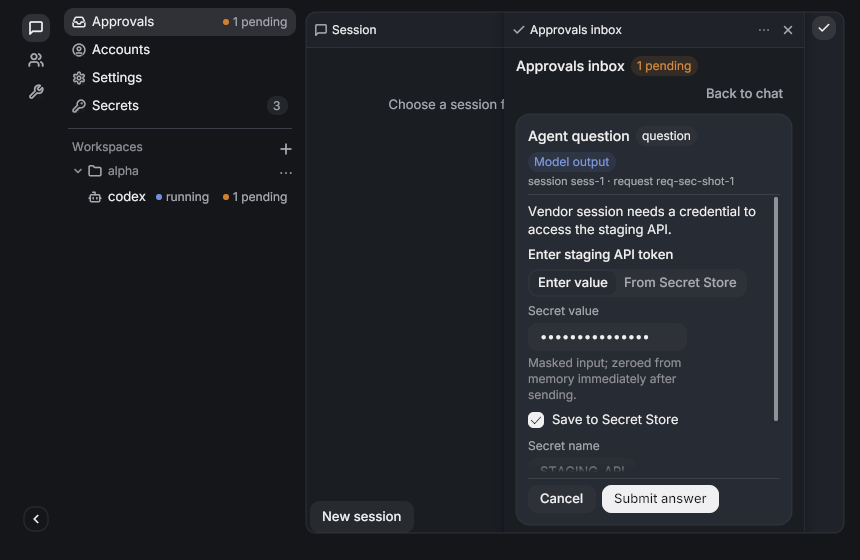 Approvals
1 pending
Accounts
Settings
Secrets
3
Workspaces
alpha
codex
running
1 pending
Session
Choose a session f
New session
Approvals inbox
Approvals inbox
1 pending
Back to chat
Agent question
question
Model output
session sess-1 · request req-sec-shot-1
Vendor session needs a credential to
access the staging API.
Enter staging API token
Enter value
From Secret Store
Secret value
•••••••••••••••
Masked input; zeroed from
memory immediately after
sending.
Save to Secret Store
Secret name
STAGING_API
Cancel
Submit answer